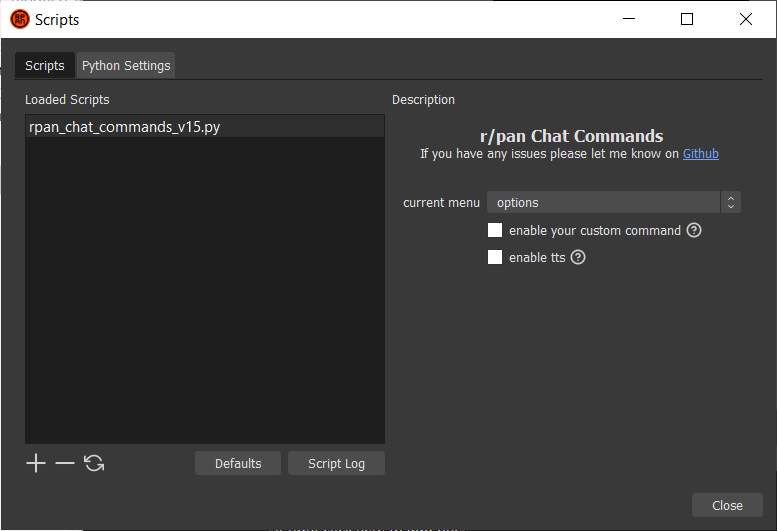 Scripts
Scripts
Python Settings
Loaded Scripts
rpan_chat_commands_v15.py
Description
r/pan Chat Commands
If you have any issues please let me know on Github
current menu
options
enable your custom command ?
enable tts ?
Defaults
Script Log
Close